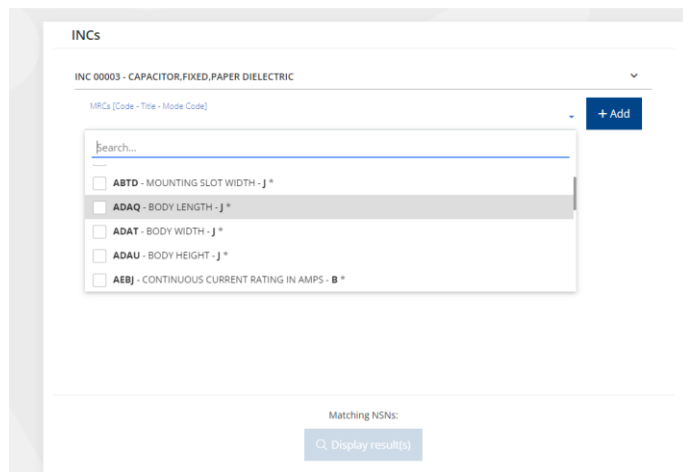 INCs
INC 00003 - CAPACITOR,FIXED,PAPER DIELECTRIC
MRCs [Code - Title - Mode Code]
+ Add
Search...
ABTD - MOUNTING SLOT WIDTH - J *
ADAQ - BODY LENGTH - J *
ADAT - BODY WIDTH - J *
ADAU - BODY HEIGHT - J *
AEBJ - CONTINUOUS CURRENT RATING IN AMPS - B *
Matching NSNs:
Display result(s)